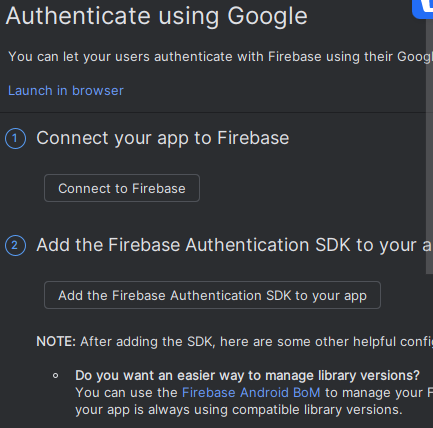 Authenticate using Google
You can let your users authenticate with Firebase using their Googl
Launch in browser
1 Connect your app to Firebase
Connect to Firebase
2 Add the Firebase Authentication SDK to your a
Add the Firebase Authentication SDK to your app
NOTE: After adding the SDK, here are some other helpful confi
Do you want an easier way to manage library versions?
You can use the Firebase Android BoM to manage your F
your app is always using compatible library versions.